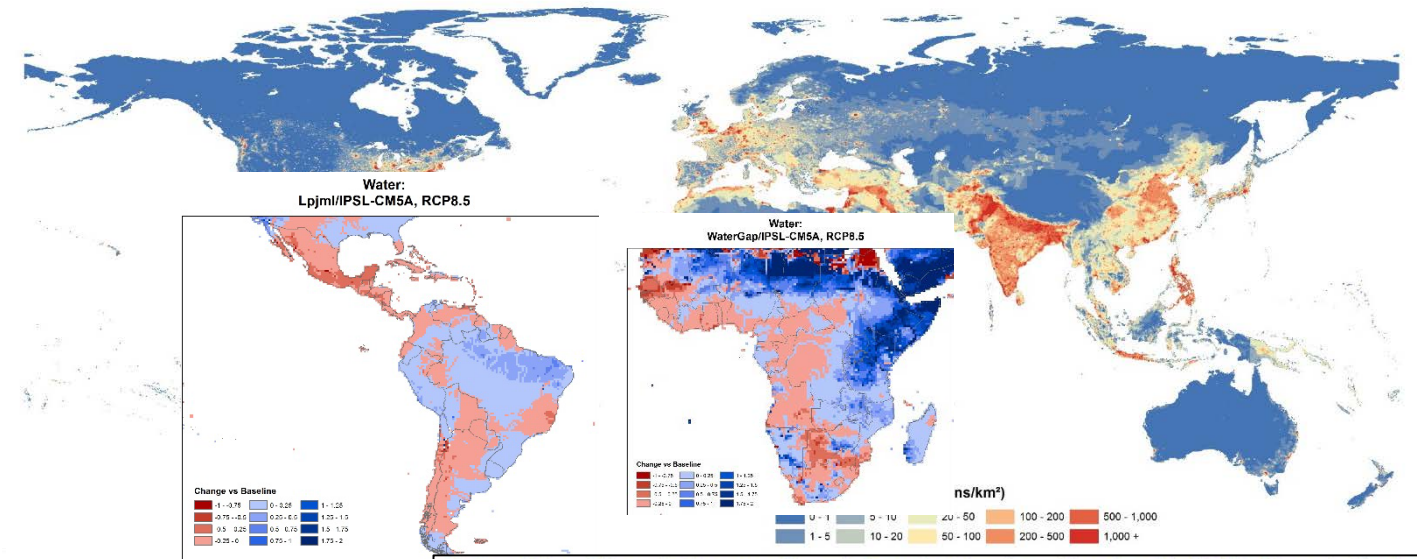 Water:
Lpjml/IPSL-CM5A, RCP8.5
Change vs Baseline
-1 - -0.75
0 - 0.25
1 - 1.25
-0.75 - -0.5
0.25 - 0.5
1.25 - 1.5
-0.5 - -0.25
0.5 - 0.75
1.5 - 1.75
-0.25 - 0
0.75 - 1
1.75 - 2
Water:
WaterGap/IPSL-CM5A, RCP8.5
Change vs Baseline
ns/km²)
0 - 1
5 - 10
20 - 50
100 - 200
500 - 1,000
1 - 5
10 - 20
50 - 100
200 - 500
1,000 +